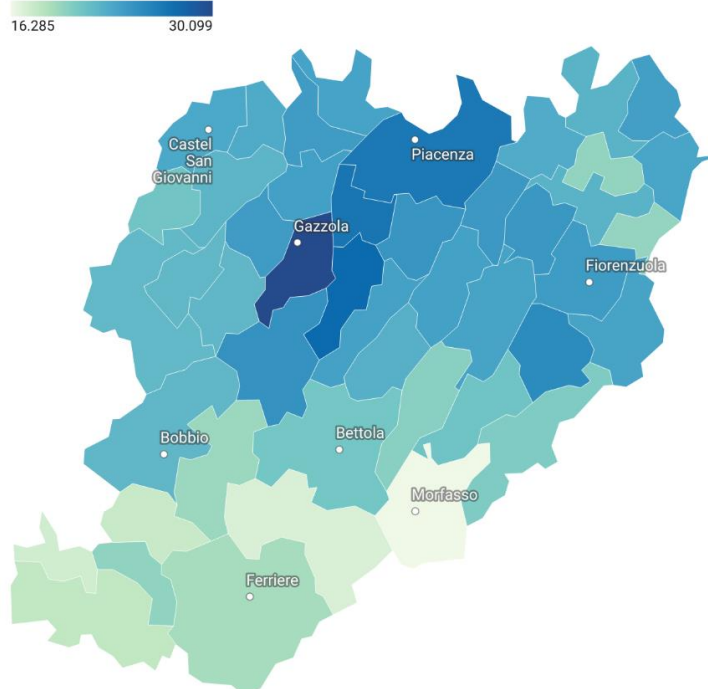 16.285 30.099
Castel
San
Giovanni
Piacenza
Gazzola
Fiorenzuola
Bobbio
Bettola
Morfasso
Ferriere